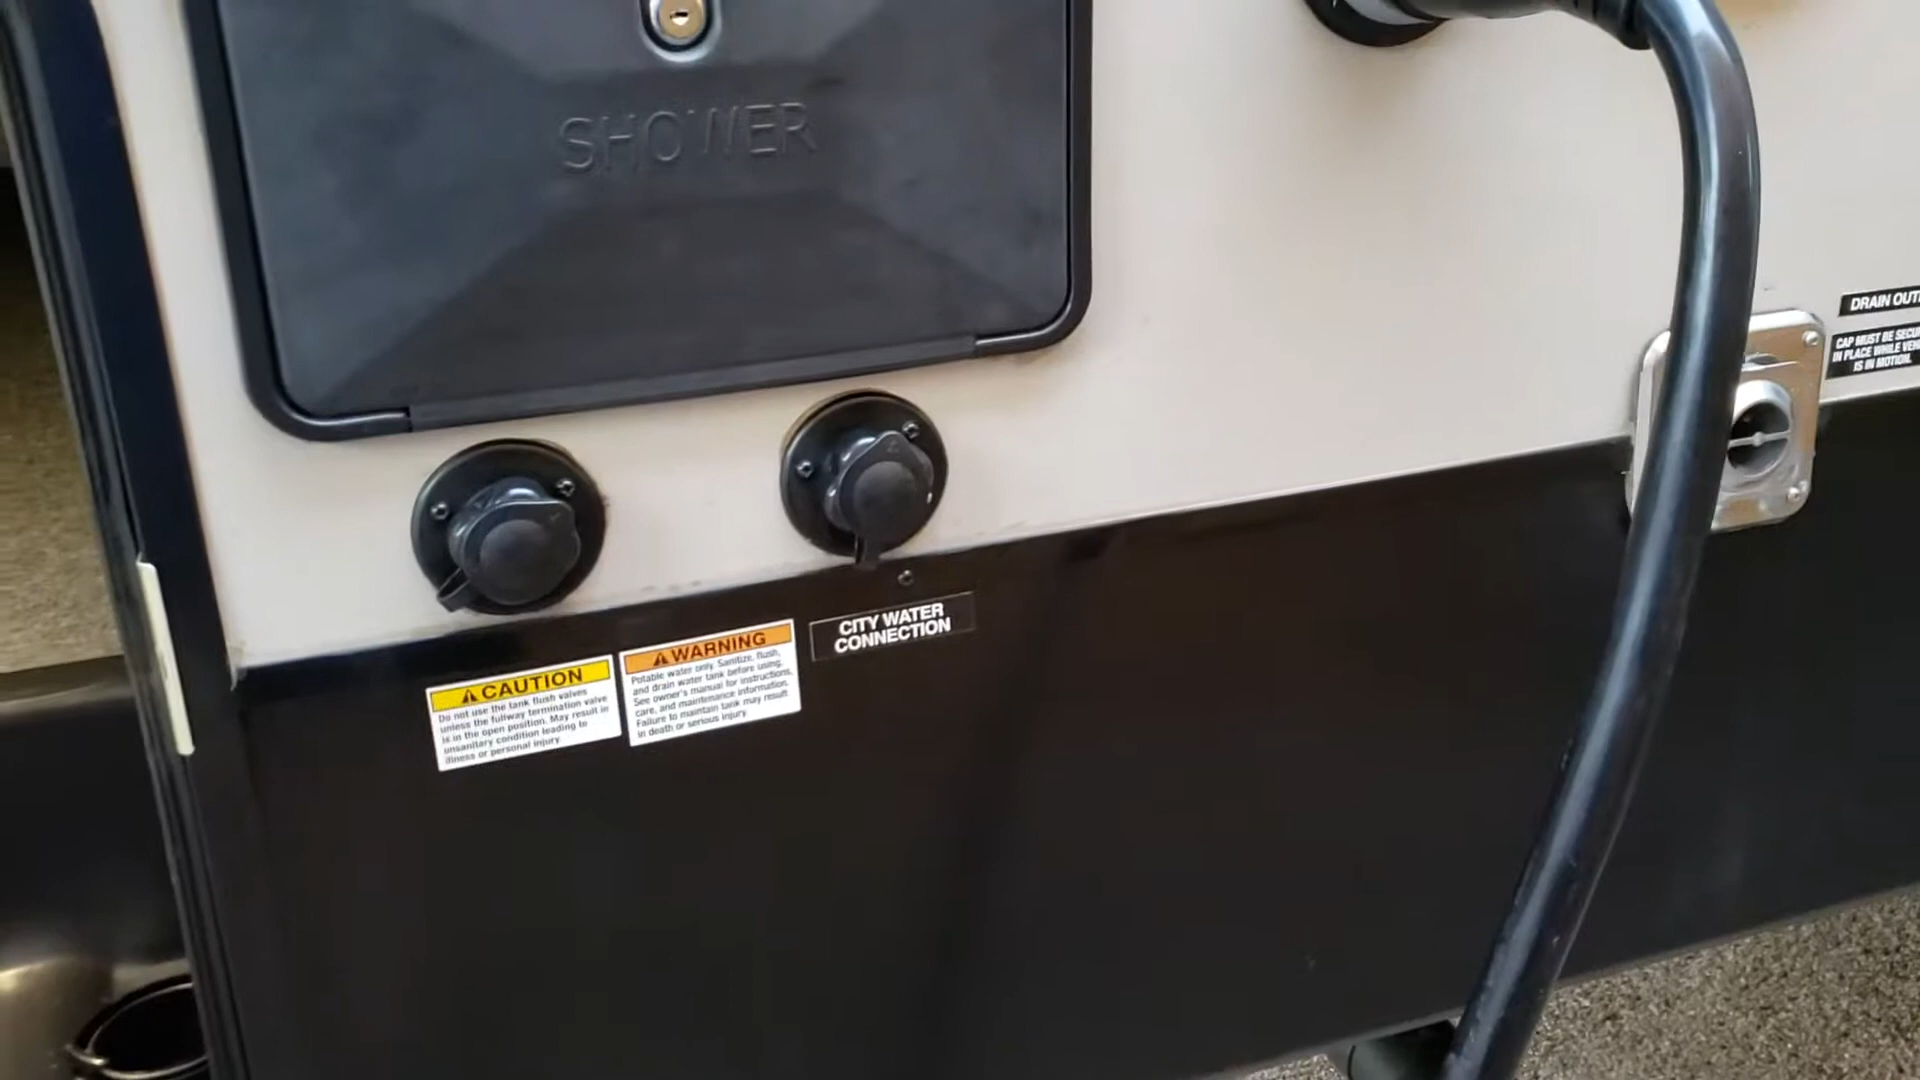 SHOWER
DRAIN OUT
CAP MUST BE SECU
IN PLACE WHILE VEH
IS IN MOTION.
CITY WATER
CONNECTION
WARNING
Potable water only. Sanitize, flush,
and drain water tank before using.
See owner's manual for instructions,
care, and maintenance information.
Failure to maintain tank may result
in death or serious injury.
CAUTION
Do not use the tank flush valves
unless the fullway termination valve
is in the open position. May result in
unsanitary condition leading to
illness or personal injury.